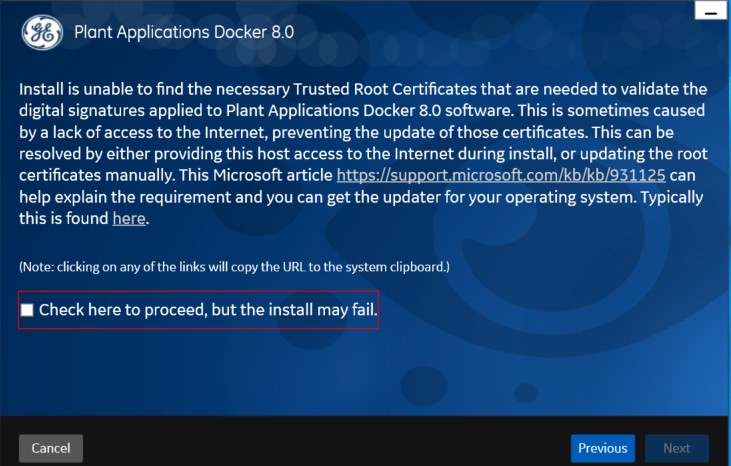 Plant Applications Docker 8.0
Install is unable to find the necessary Trusted Root Certificates that are needed to validate the
digital signatures applied to Plant Applications Docker 8.0 software. This is sometimes caused
by a lack of access to the Internet, preventing the update of those certificates. This can be
resolved by either providing this host access to the Internet during install, or updating the root
certificates manually. This Microsoft article https://support.microsoft.com/kb/kb/931125 can
help explain the requirement and you can get the updater for your operating system. Typically
this is found here.
(Note: clicking on any of the links will copy the URL to the system clipboard.)
Check here to proceed, but the install may fail.
Cancel
Previous
Next